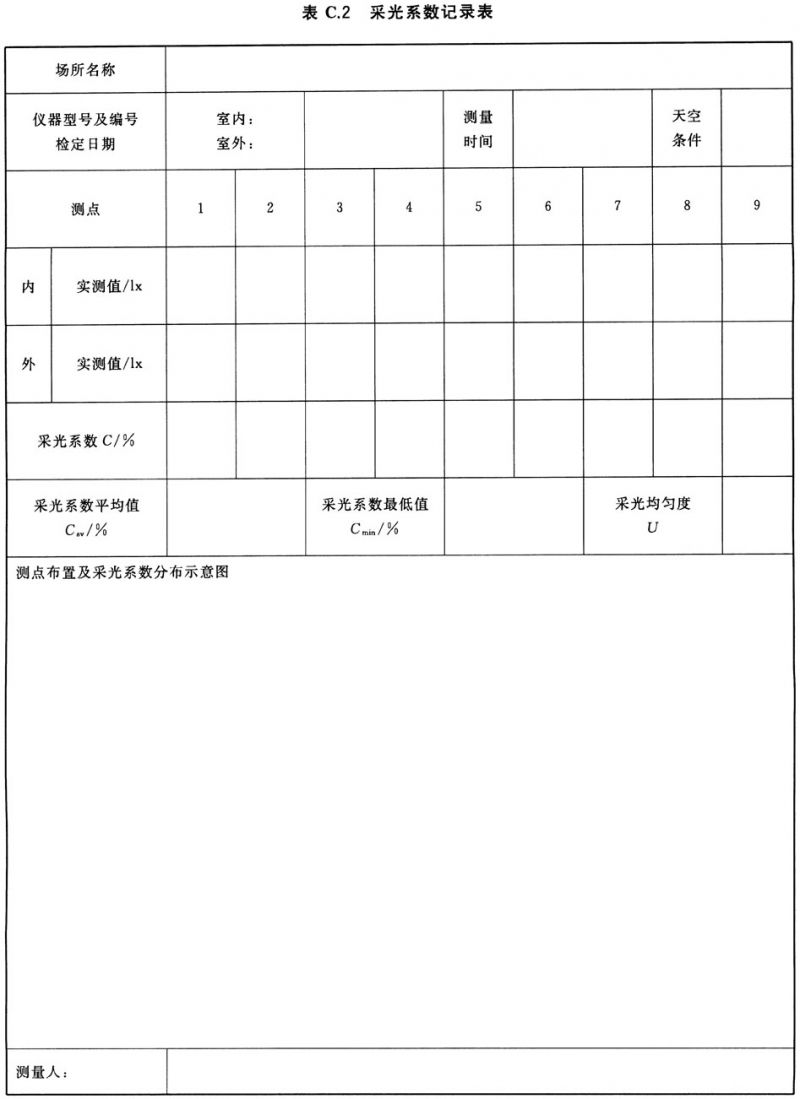 表 C.2 采光系数记录表
场所名称
仪器型号及编号
检定日期
室内：
室外：
测量
时间
天空
条件
测点 1 2 3 4 5 6 7 8 9
内 实测值/lx
外 实测值/lx
采光系数 C/%
采光系数平均值
Cav/%
采光系数最低值
Cmin/%
采光均匀度
U
测点布置及采光系数分布示意图
测量人：